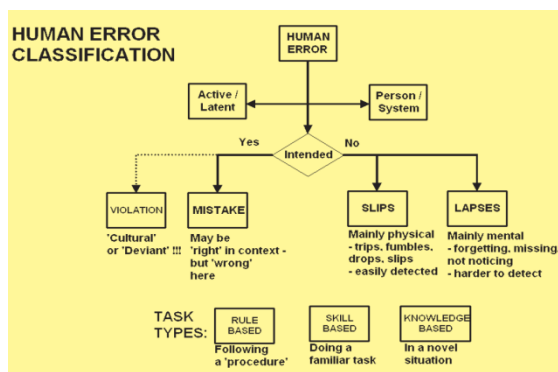 HUMAN ERROR
CLASSIFICATION
HUMAN
ERROR
Active /
Latent
Person /
System
Yes
No
Intended
VIOLATION
MISTAKE
SLIPS
LAPSES
'Cultural'
or 'Deviant' !!!
May be
'right' in context -
but 'wrong'
here
Mainly physical
- trips, fumbles,
drops, slips
- easily detected
Mainly mental
- forgetting, missing,
not noticing
- harder to detect
TASK
TYPES:
RULE
BASED
SKILL
BASED
KNOWLEDGE
BASED
Following
a 'procedure'
Doing a
familiar task
In a novel
situation